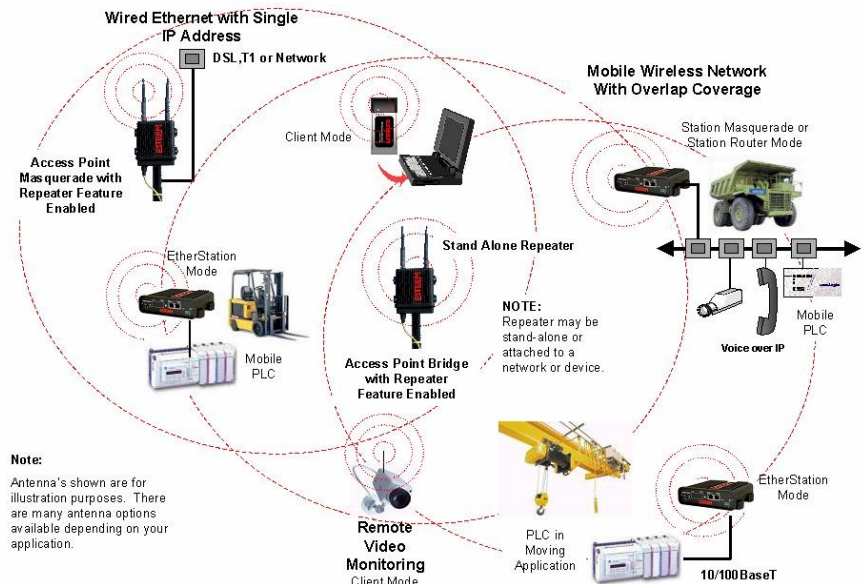 Wired Ethernet with Single
IP Address
DSL,T1 or Network
Mobile Wireless Network
With Overlap Coverage
Client Mode
Station Masquerade or
Station Router Mode
Access Point
Masquerade with
Repeater Feature
Enabled
ESTEEM
EtherStation
Mode
Stand Alone Repeater
ESTEEM
NOTE:
Repeater may be
stand-alone or
attached to a
network or device.
Mobile
PLC
Mobile
PLC
Voice over IP
Access Point Bridge
with Repeater
Feature Enabled
Note:
Antenna's shown are for
illustration purposes. There
are many antenna options
available depending on your
application.
EtherStation
Mode
Remote
Video
Monitoring
Client Mode
PLC in
Moving
Application
10/100BaseT